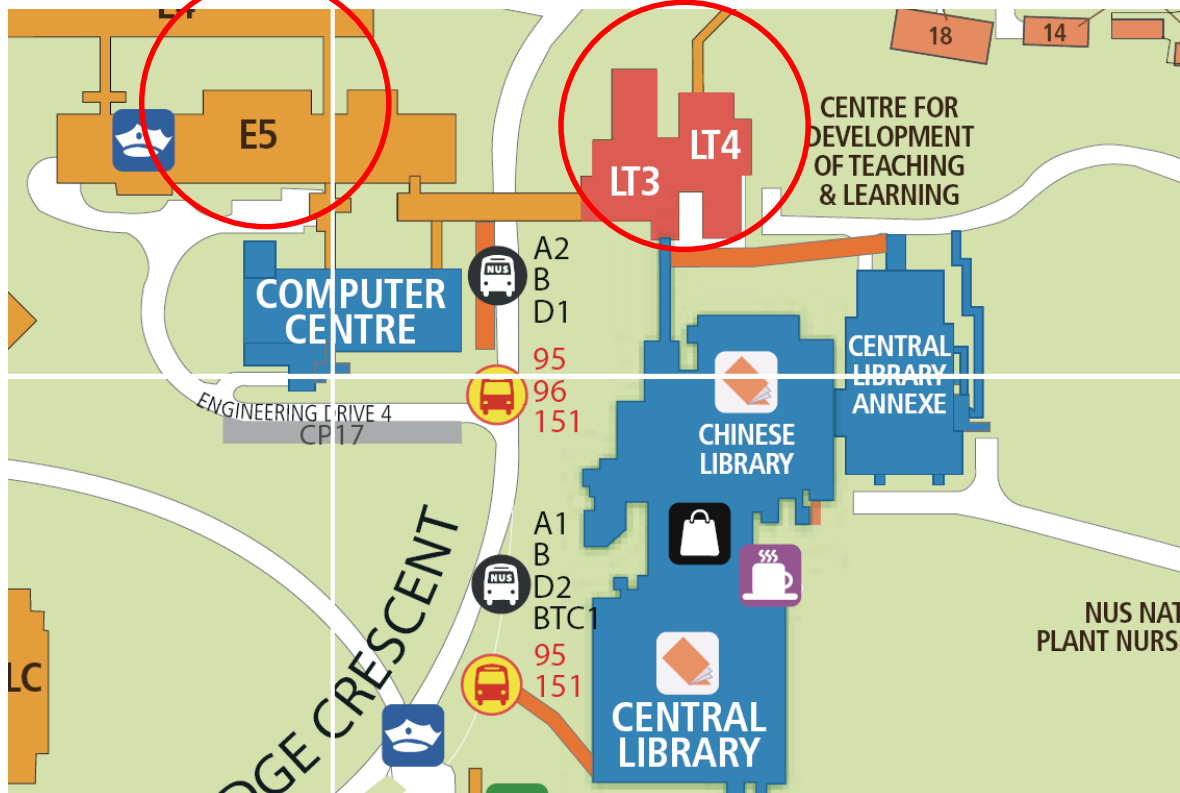 E4
18
14
E5
LT3
LT4
CENTRE FOR
DEVELOPMENT
OF TEACHING
& LEARNING
NUS
A2
B
D1
COMPUTER
CENTRE
95
96
151
CENTRAL
LIBRARY
ANNEXE
ENGINEERING DRIVE 4
CP17
CHINESE
LIBRARY
A1
B
D2
BTC1
NUS
95
151
NUS NAT
PLANT NURS
LC
DGE CRESCENT
CENTRAL
LIBRARY